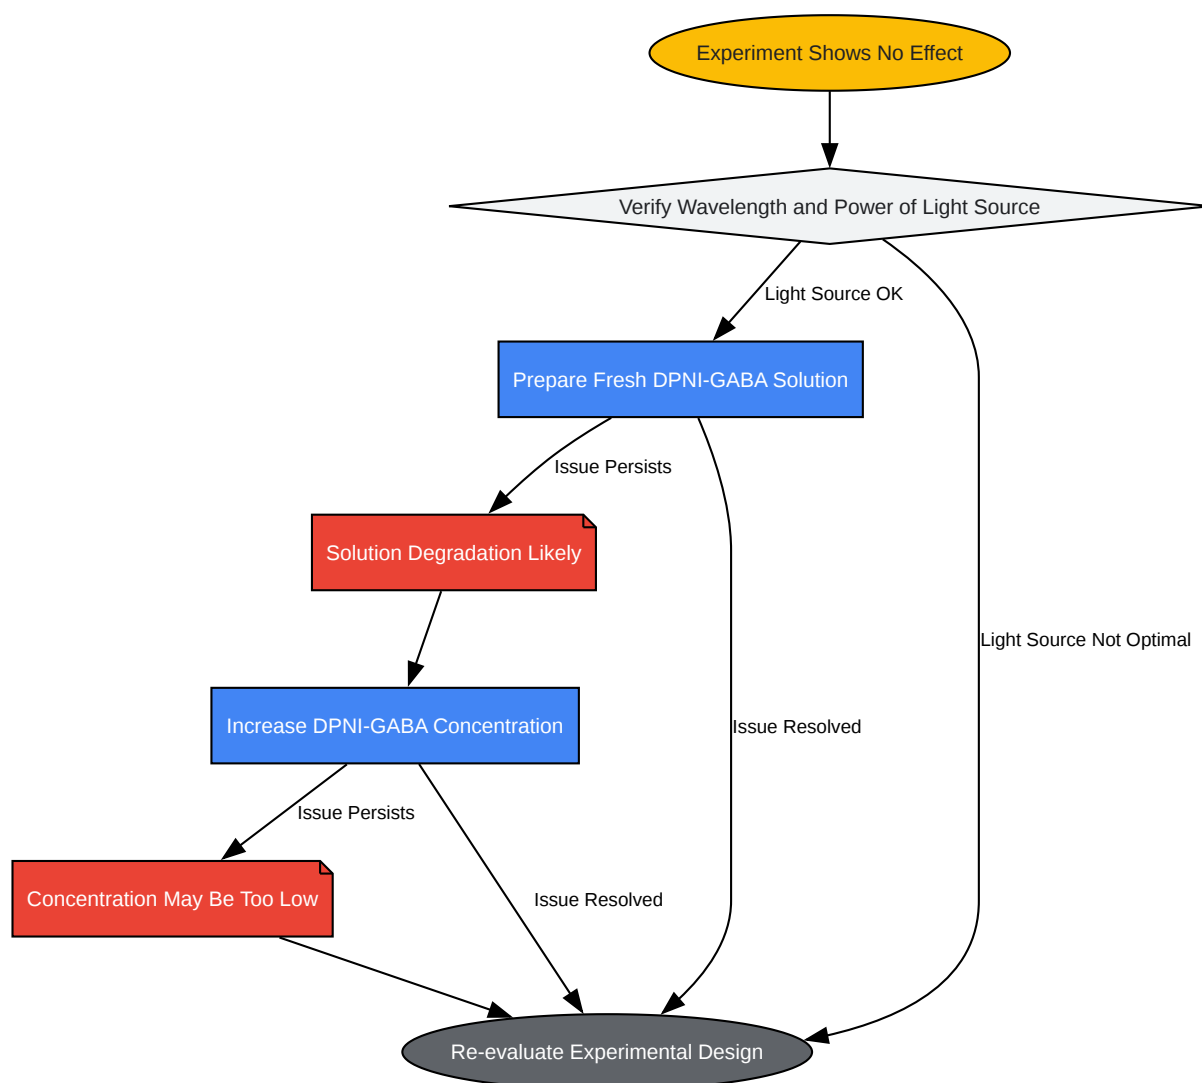 Experiment Shows No Effect
Verify Wavelength and Power of Light Source
Light Source OK
Prepare Fresh DPNI-GABA Solution
Issue Persists
Solution Degradation Likely
Light Source Not Optimal
Increase DPNI-GABA Concentration
Issue Resolved
Issue Persists
Concentration May Be Too Low
Issue Resolved
Re-evaluate Experimental Design